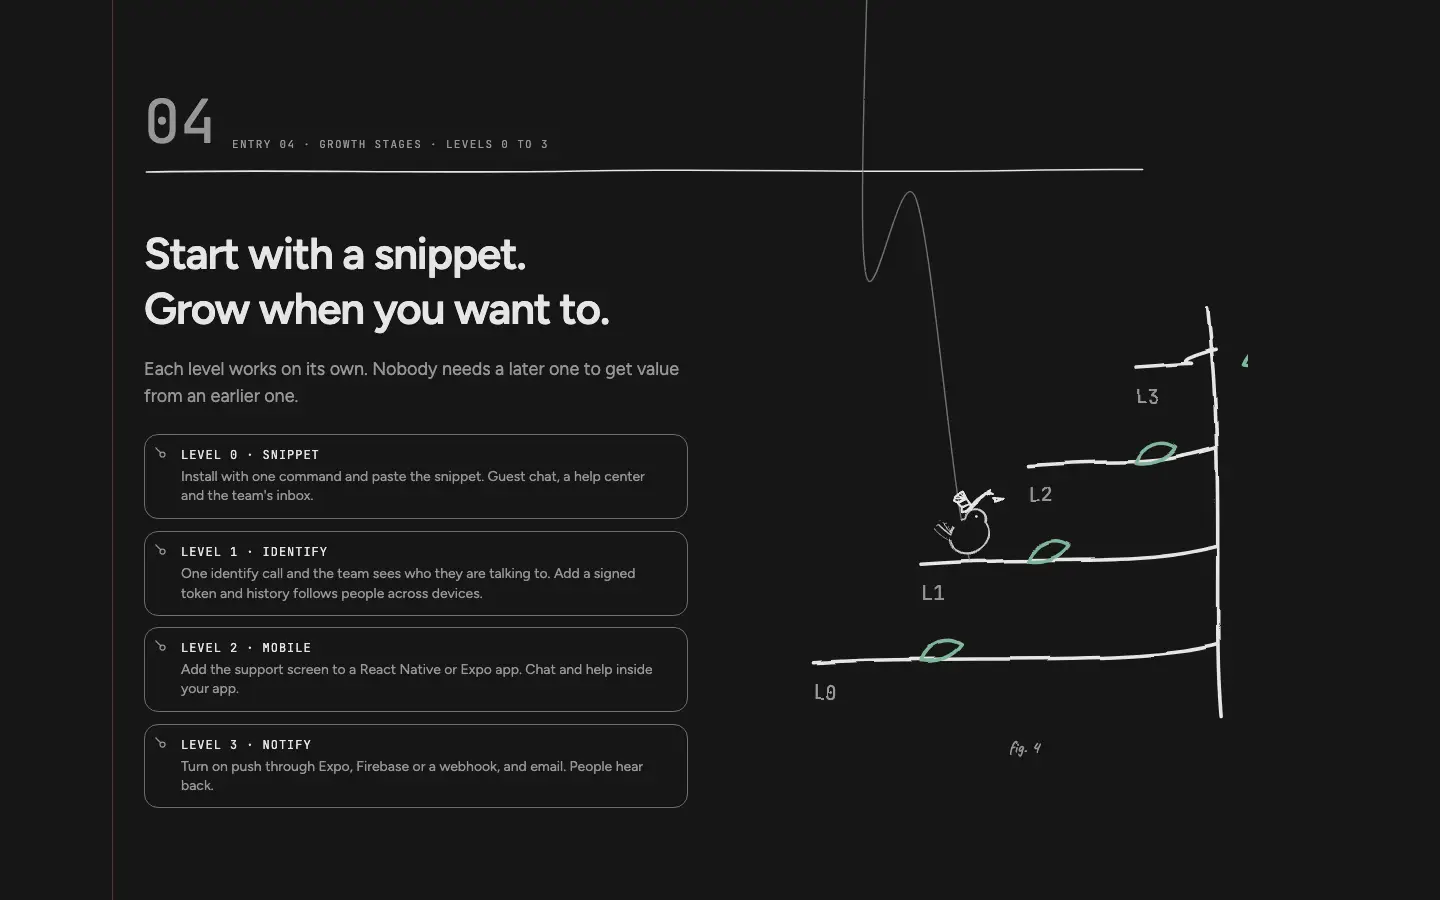 04
ENTRY 04 · GROWTH STAGES · LEVELS 0 TO 3
Start with a snippet.
Grow when you want to.
Each level works on its own. Nobody needs a later one to get value
from an earlier one.
LEVEL 0 · SNIPPET
Install with one command and paste the snippet. Guest chat, a help center
and the team's inbox.
LEVEL 1 · IDENTIFY
One identify call and the team sees who they are talking to. Add a signed
token and history follows people across devices.
LEVEL 2 · MOBILE
Add the support screen to a React Native or Expo app. Chat and help inside
your app.
LEVEL 3 · NOTIFY
Turn on push through Expo, Firebase or a webhook, and email. People hear
back.
L3
L2
L1
L0
fig. 4